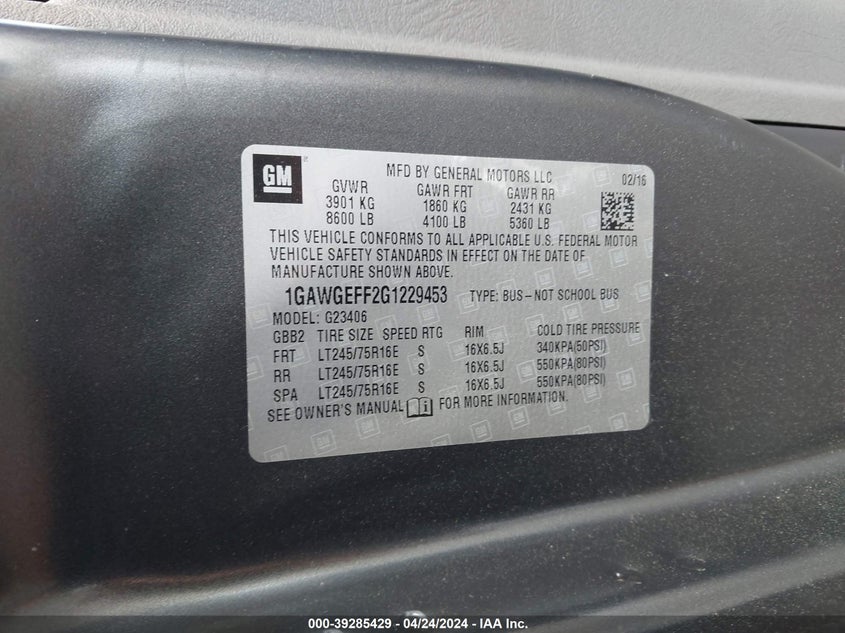 GM
MFD BY GENERAL MOTORS LLC 02/16
GVWR GAWR FRT GAWR RR
3901 KG 1860 KG 2431 KG
8600 LB 4100 LB 5360 LB
THIS VEHICLE CONFORMS TO ALL APPLICABLE U.S. FEDERAL MOTOR
VEHICLE SAFETY STANDARDS IN EFFECT ON THE DATE OF
MANUFACTURE SHOWN ABOVE.
1GAWGEFF2G1229453 TYPE: BUS–NOT SCHOOL BUS
MODEL: G23406
GBB2 TIRE SIZE SPEED RTG RIM COLD TIRE PRESSURE
FRT LT245/75R16E S 16X6.5J 340KPA(50PSI)
RR LT245/75R16E S 16X6.5J 550KPA(80PSI)
SPA LT245/75R16E S 16X6.5J 550KPA(80PSI)
SEE OWNER'S MANUAL FOR MORE INFORMATION.
000-39285429 - 04/24/2024 - IAA Inc.